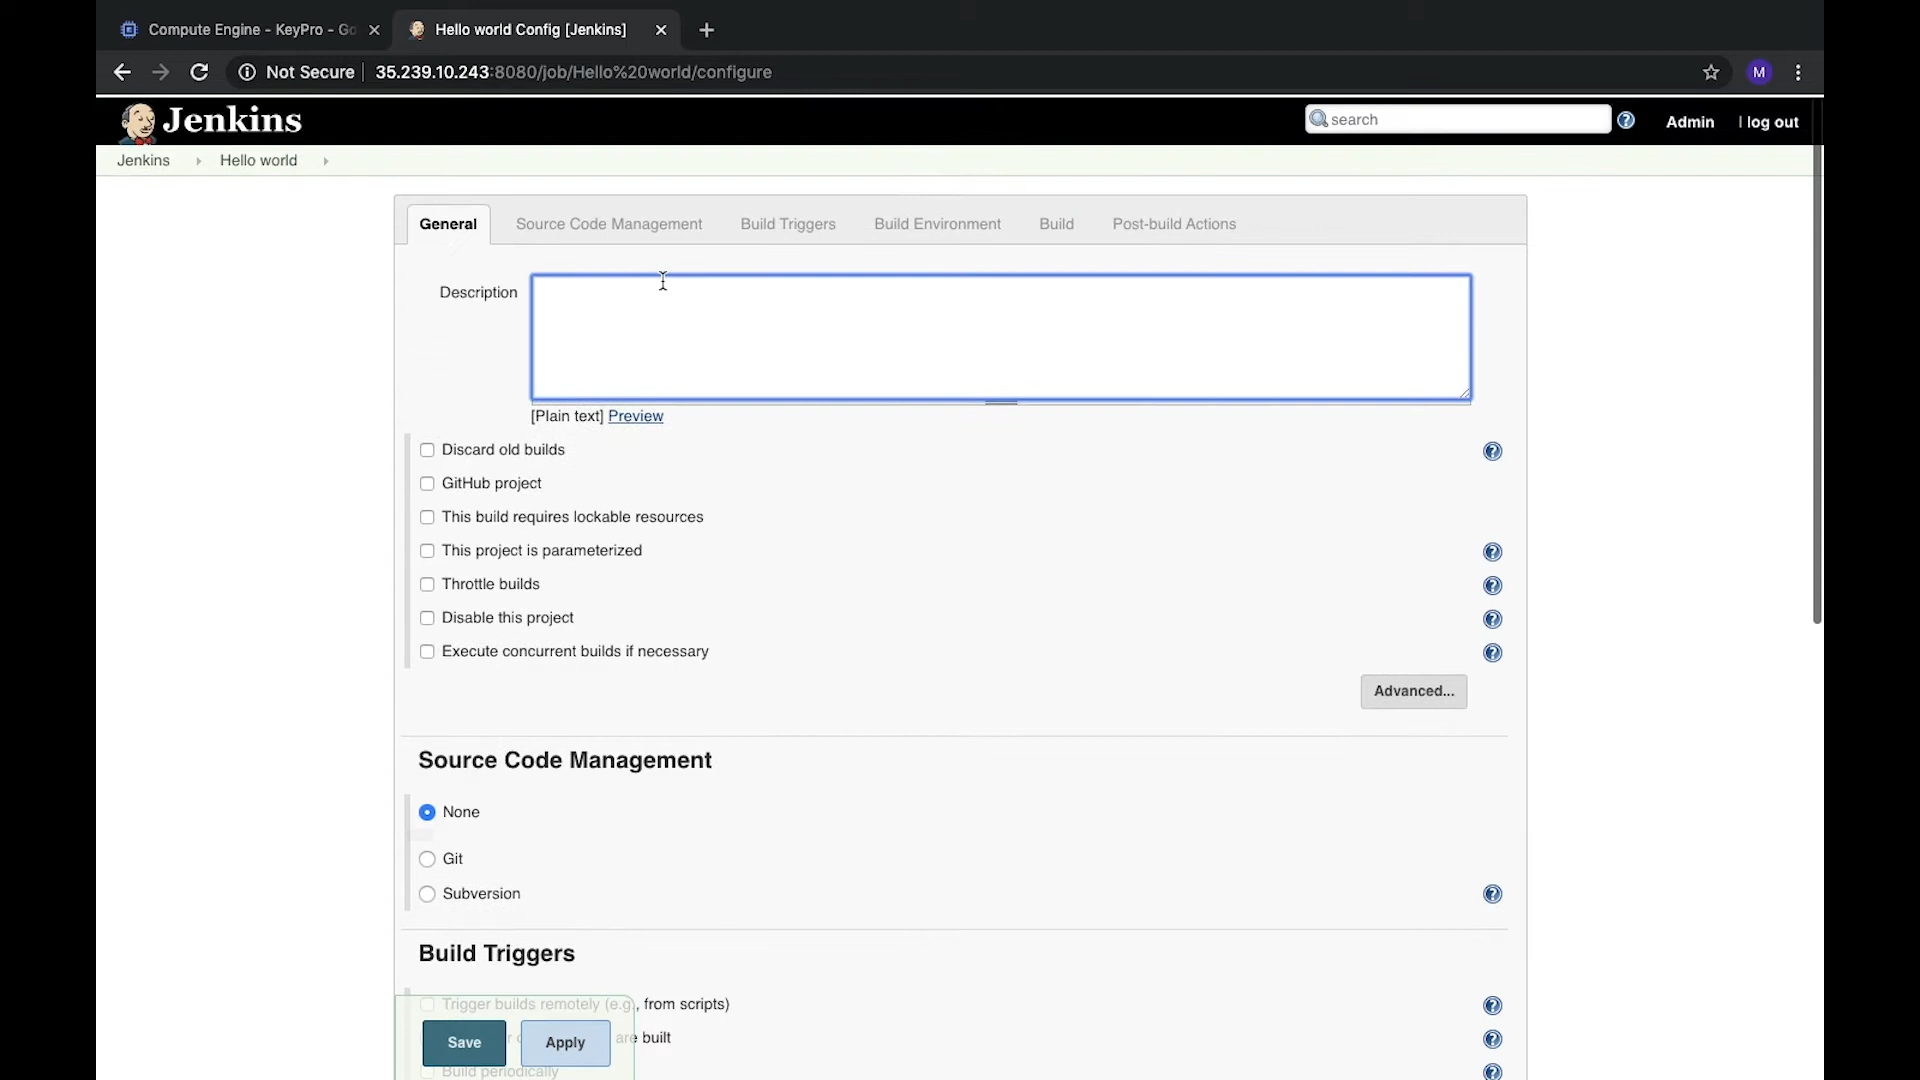 Compute Engine - KeyPro - Go
Hello world Config [Jenkins]
Not Secure
35.239.10.243:8080/job/Hello%20world/configure
M
Jenkins
search
Admin
| log out
Jenkins
Hello world
General
Source Code Management
Build Triggers
Build Environment
Build
Post-build Actions
Description
[Plain text] Preview
Discard old builds
GitHub project
This build requires lockable resources
This project is parameterized
Throttle builds
Disable this project
Execute concurrent builds if necessary
Advanced...
Source Code Management
None
Git
Subversion
Build Triggers
Trigger builds remotely (e.g., from scripts)
are built
Save
Apply
Build periodically